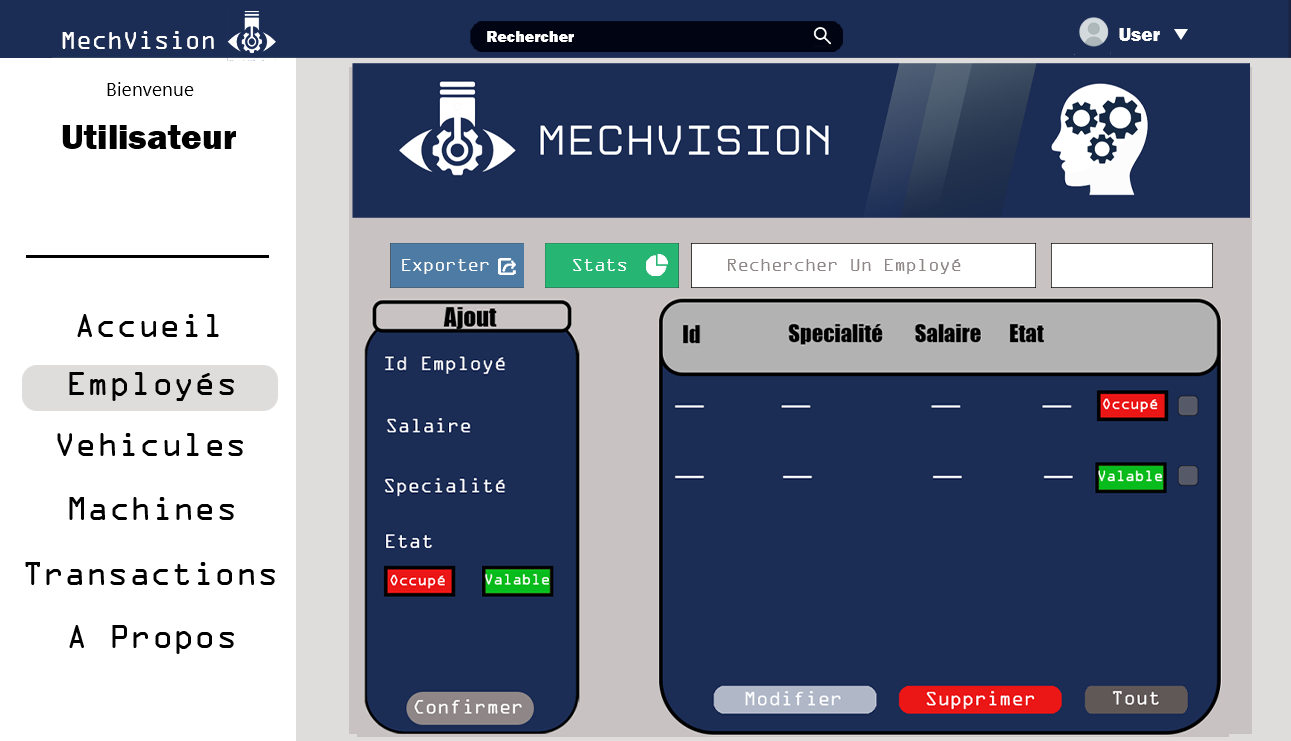 MechVision
Rechercher
User
Bienvenue
Utilisateur
Accueil
Employés
Vehicules
Machines
Transactions
A Propos
MECHVISION
Exporter
Stats
Rechercher Un Employé
Ajout
Id Employé
Salaire
Specialité
Etat
Occupé Valable
Confirmer
Id Specialité Salaire Etat
Occupé
Valable
Modifier Supprimer Tout